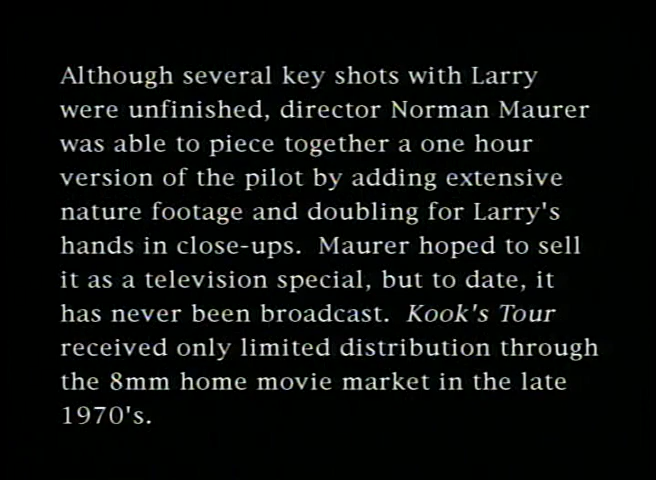 Although several key shots with Larry
were unfinished, director Norman Maurer
was able to piece together a one hour
version of the pilot by adding extensive
nature footage and doubling for Larry's
hands in close-ups.  Maurer hoped to sell
it as a television special, but to date, it
has never been broadcast.  Kook's Tour
received only limited distribution through
the 8mm home movie market in the late
1970's.